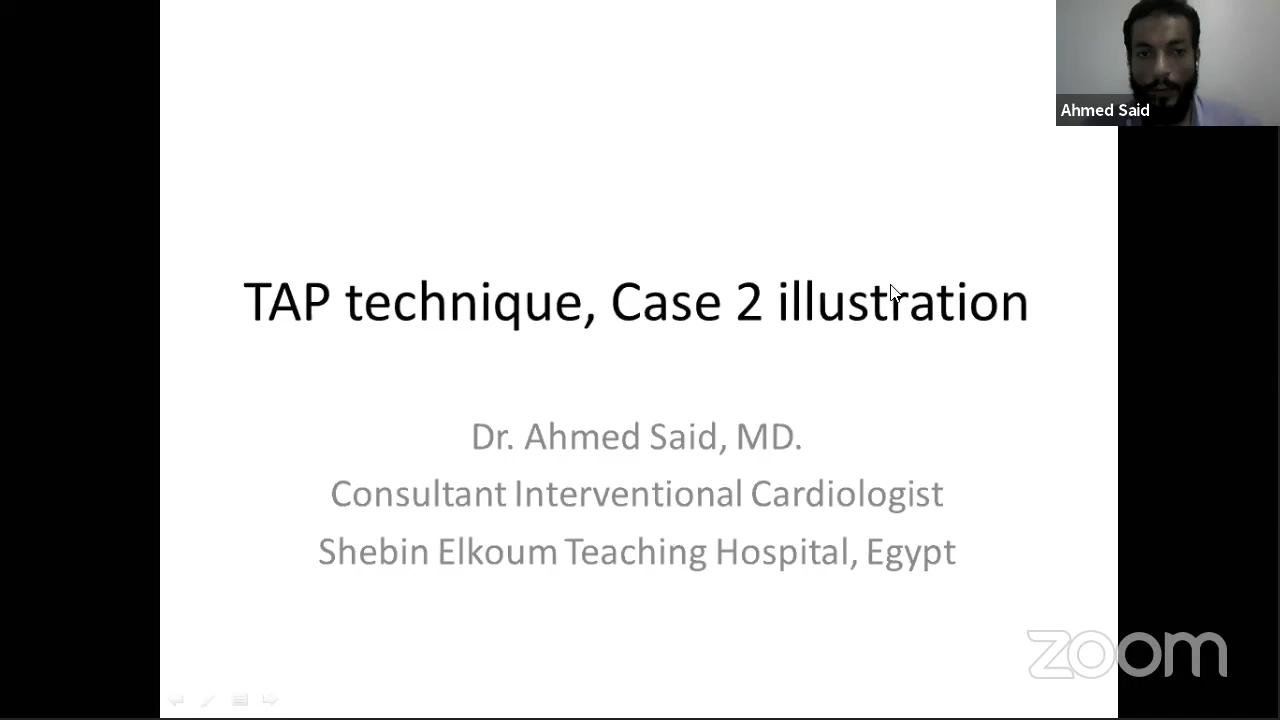 Ahmed Said
TAP technique, Case 2 illustration
Dr. Ahmed Said, MD.
Consultant Interventional Cardiologist
Shebin Elkoum Teaching Hospital, Egypt
zoom